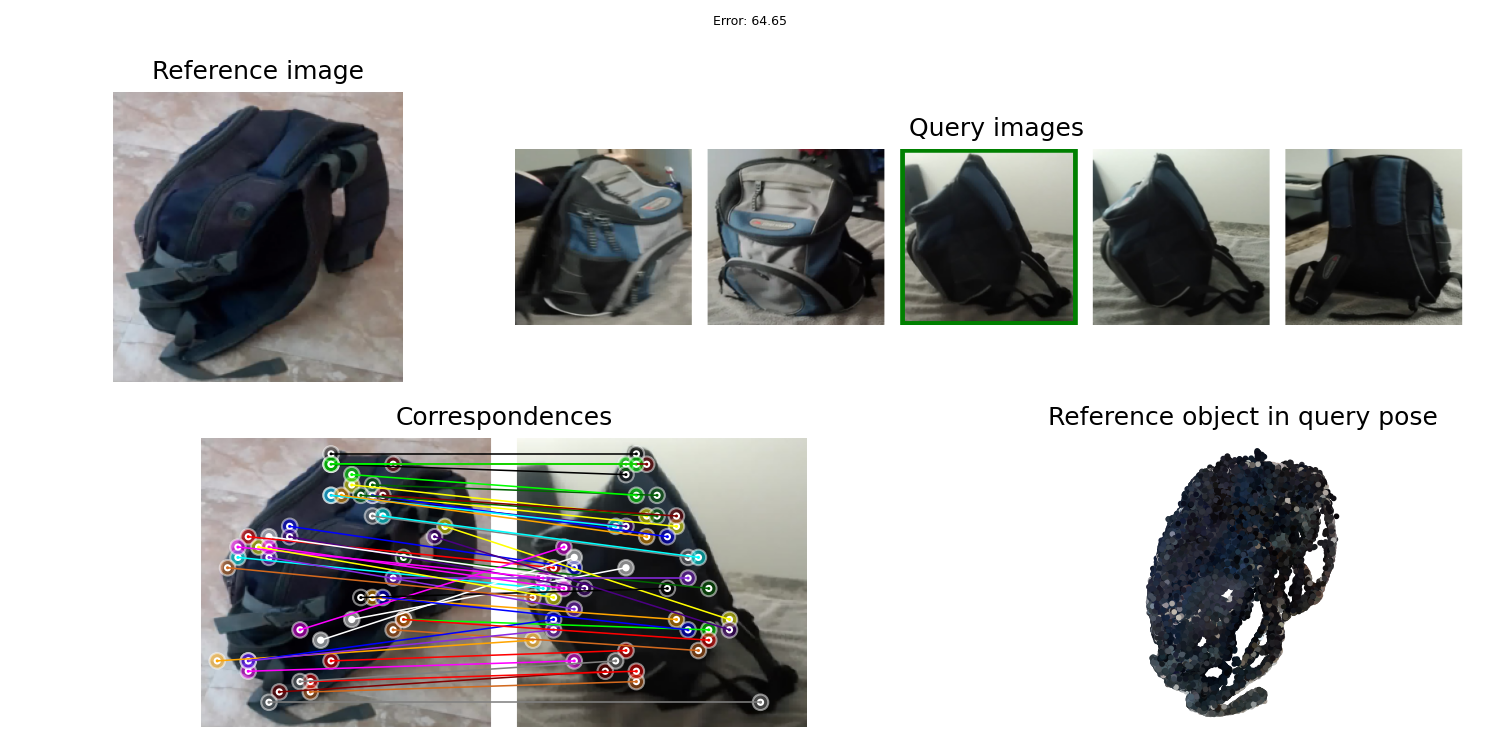 Error: 64.65
Reference image
Query images
Correspondences
Reference object in query pose